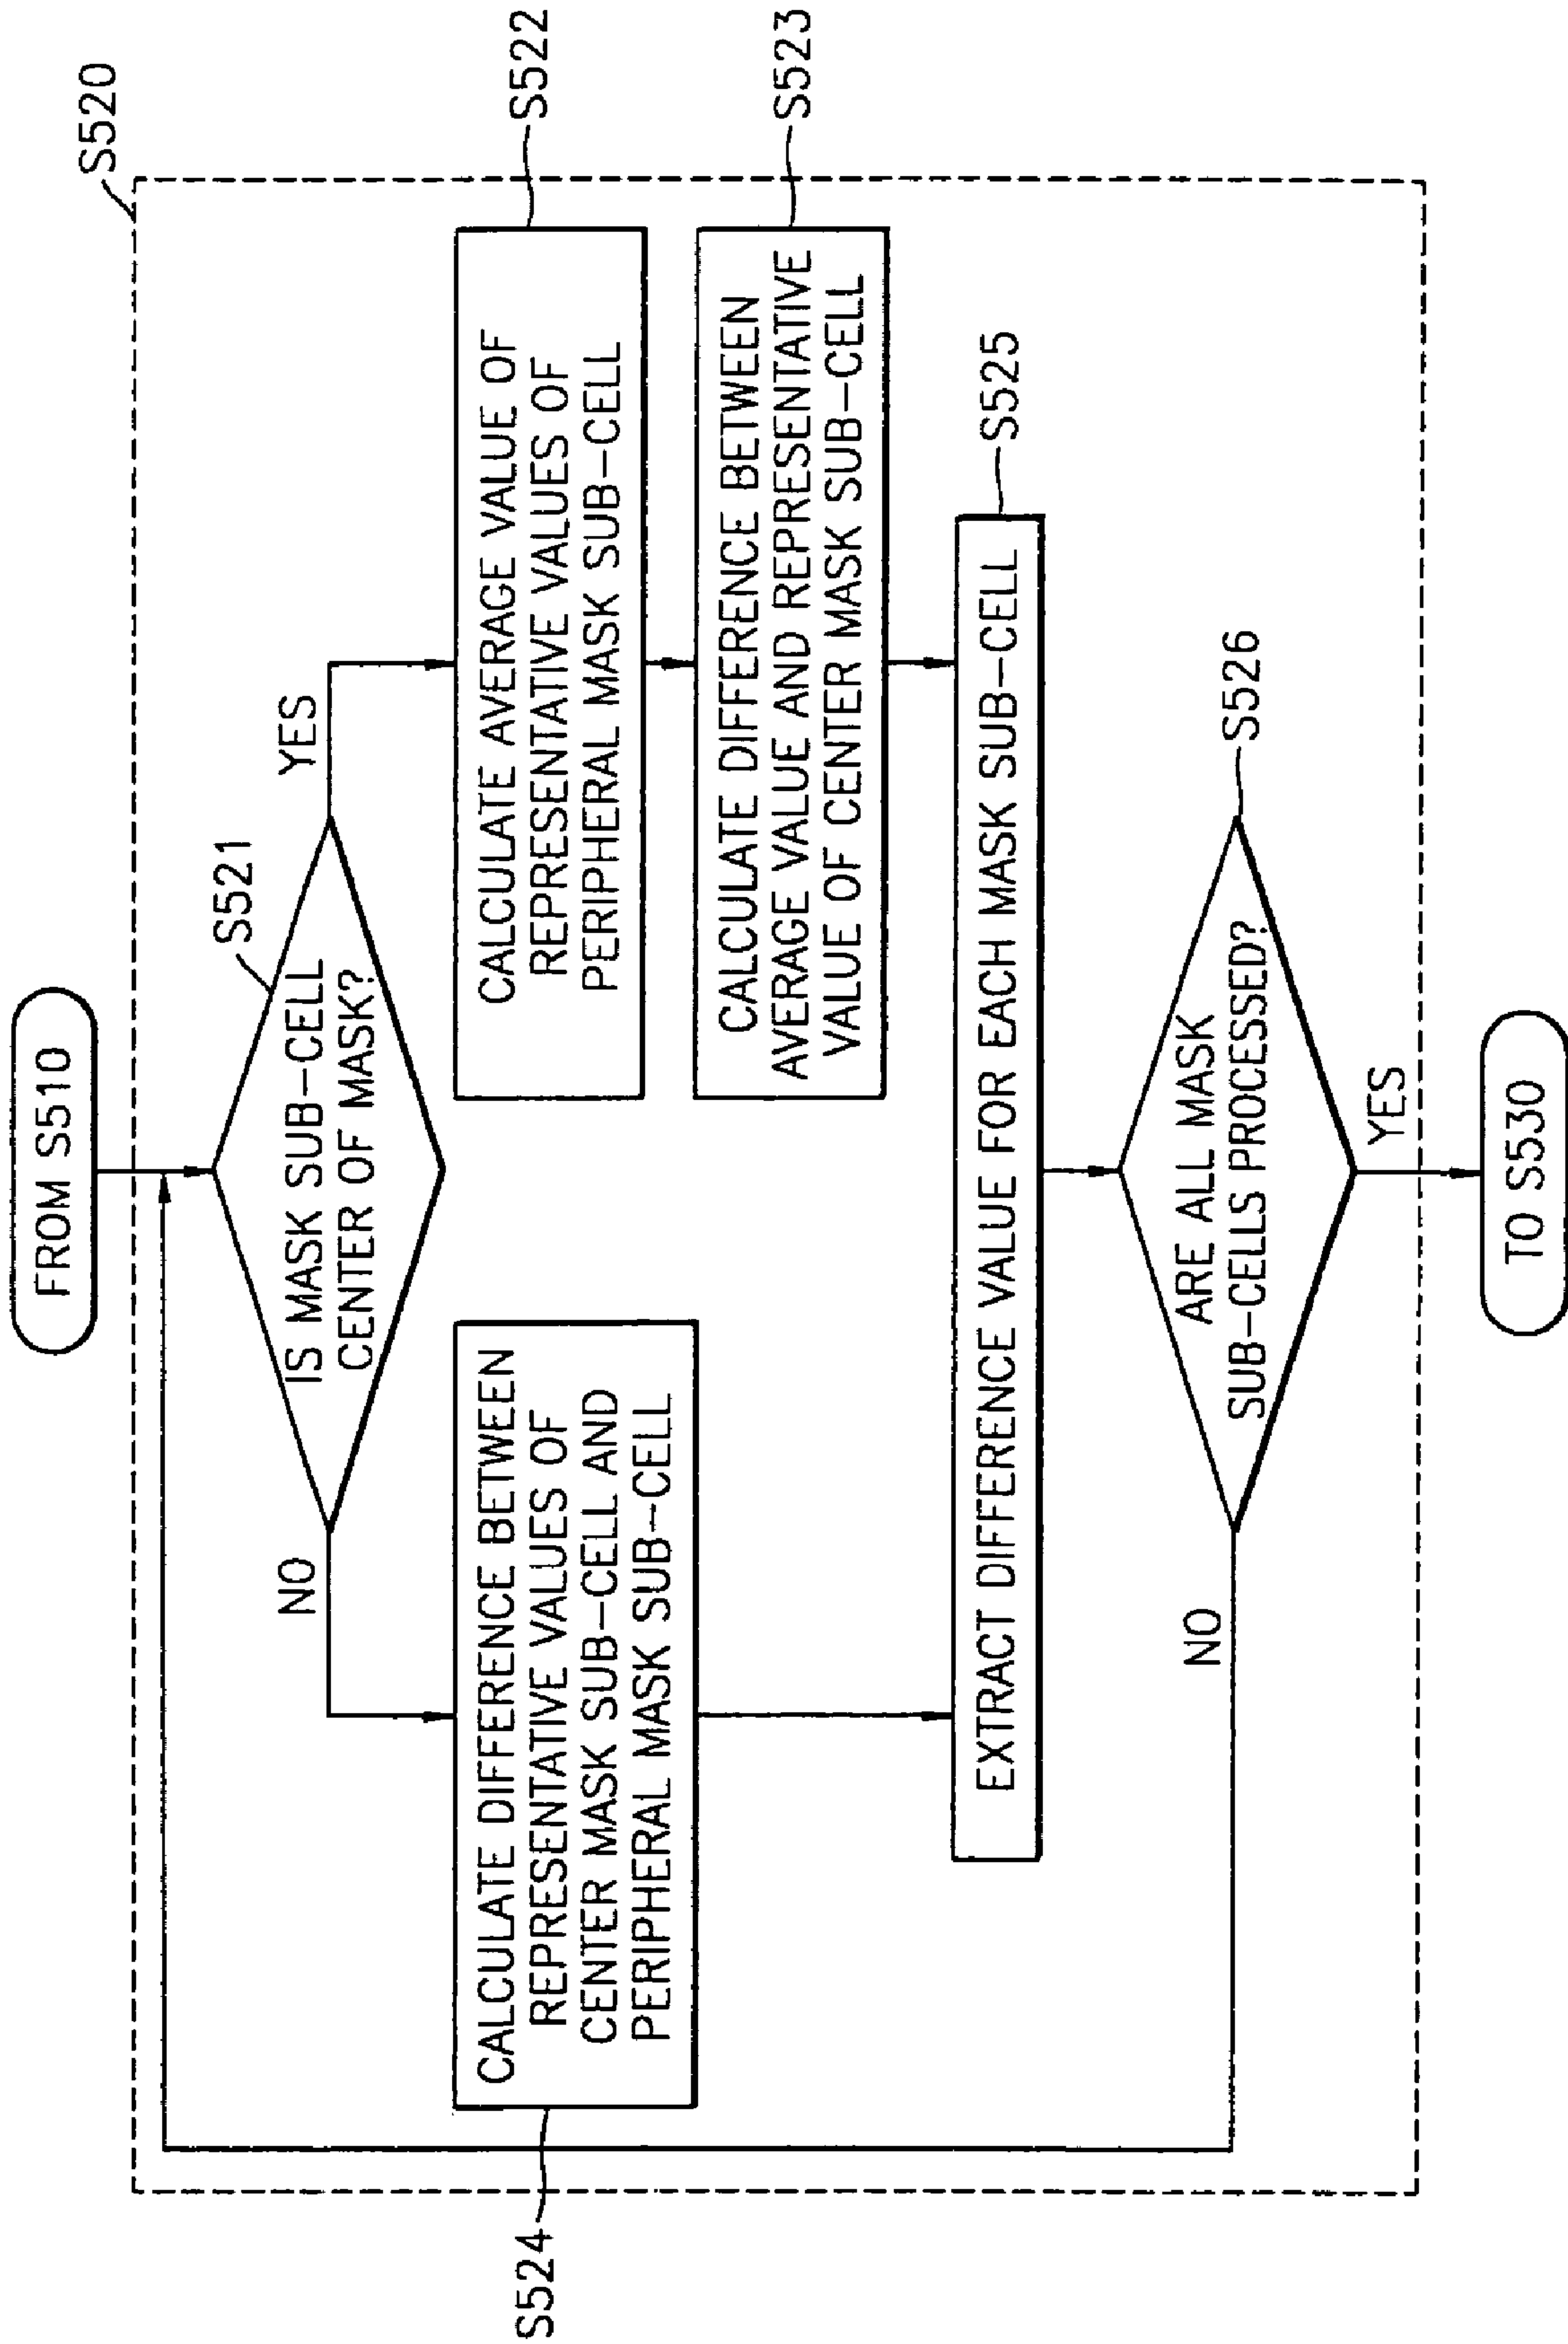 FROM S510
S520
S521
IS MASK SUB-CELL
CENTER OF MASK?
NO
YES
S524
CALCULATE DIFFERENCE BETWEEN
REPRESENTATIVE VALUES OF
CENTER MASK SUB-CELL AND
PERIPHERAL MASK SUB-CELL
CALCULATE AVERAGE VALUE OF
REPRESENTATIVE VALUES OF
PERIPHERAL MASK SUB-CELL
S522
CALCULATE DIFFERENCE BETWEEN
AVERAGE VALUE AND REPRESENTATIVE
VALUE OF CENTER MASK SUB-CELL
S523
EXTRACT DIFFERENCE VALUE FOR EACH MASK SUB-CELL
S525
ARE ALL MASK
SUB-CELLS PROCESSED?
S526
NO
YES
TO S530